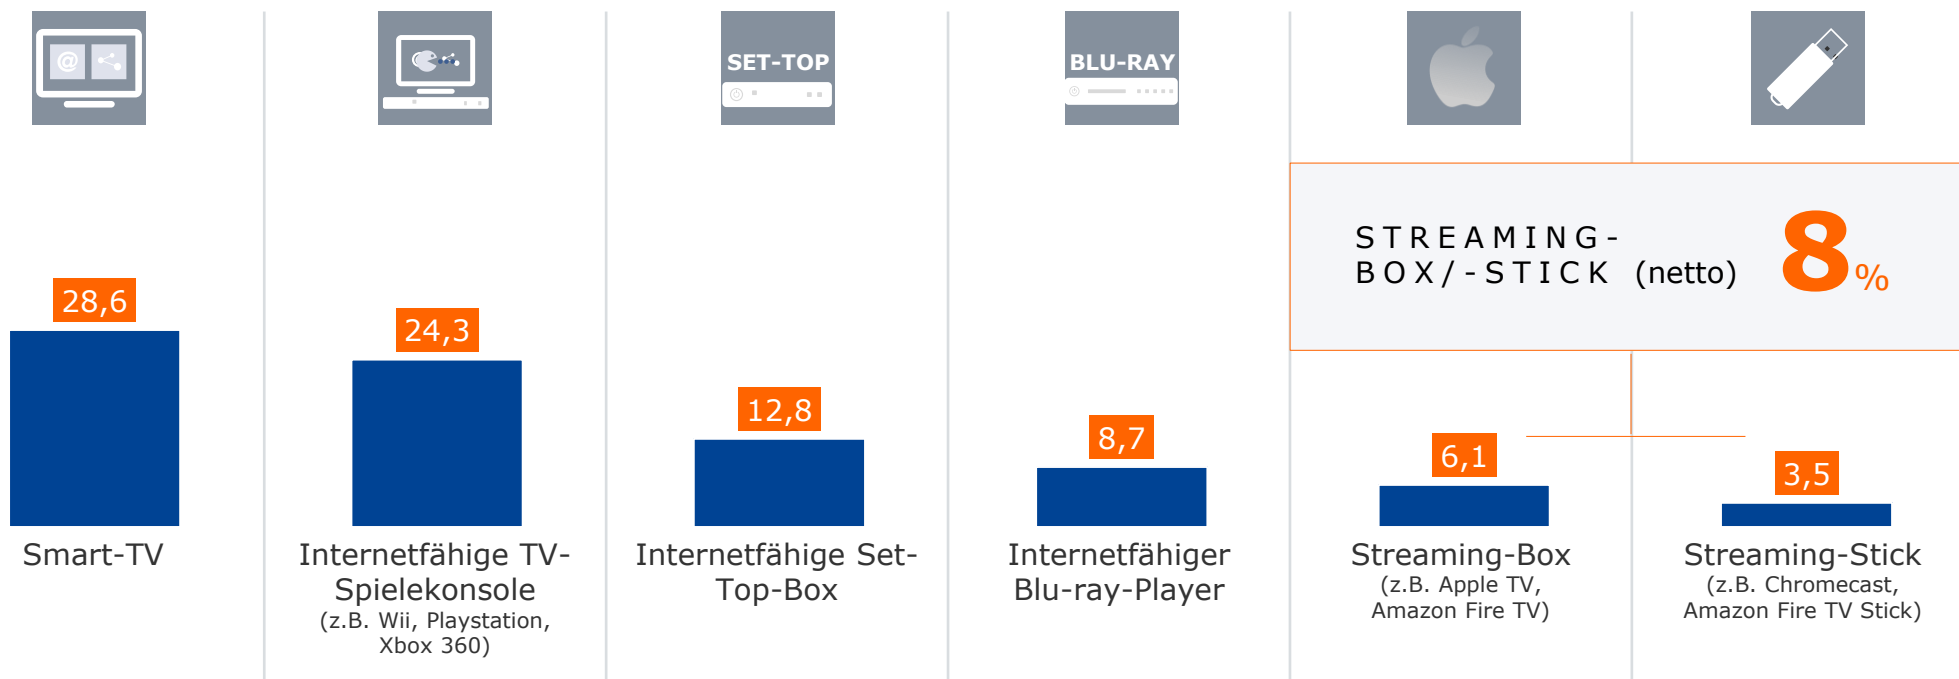 @
SET-TOP
BLU-RAY
STREAMING-
BOX/-STICK (netto)
8%
28,6
24,3
12,8
8,7
6,1
3,5
Smart-TV
Internetfähige TV-
Spielekonsole
(z.B. Wii, Playstation,
Xbox 360)
Internetfähige Set-
Top-Box
Internetfähiger
Blu-ray-Player
Streaming-Box
(z.B. Apple TV,
Amazon Fire TV)
Streaming-Stick
(z.B. Chromecast,
Amazon Fire TV Stick)